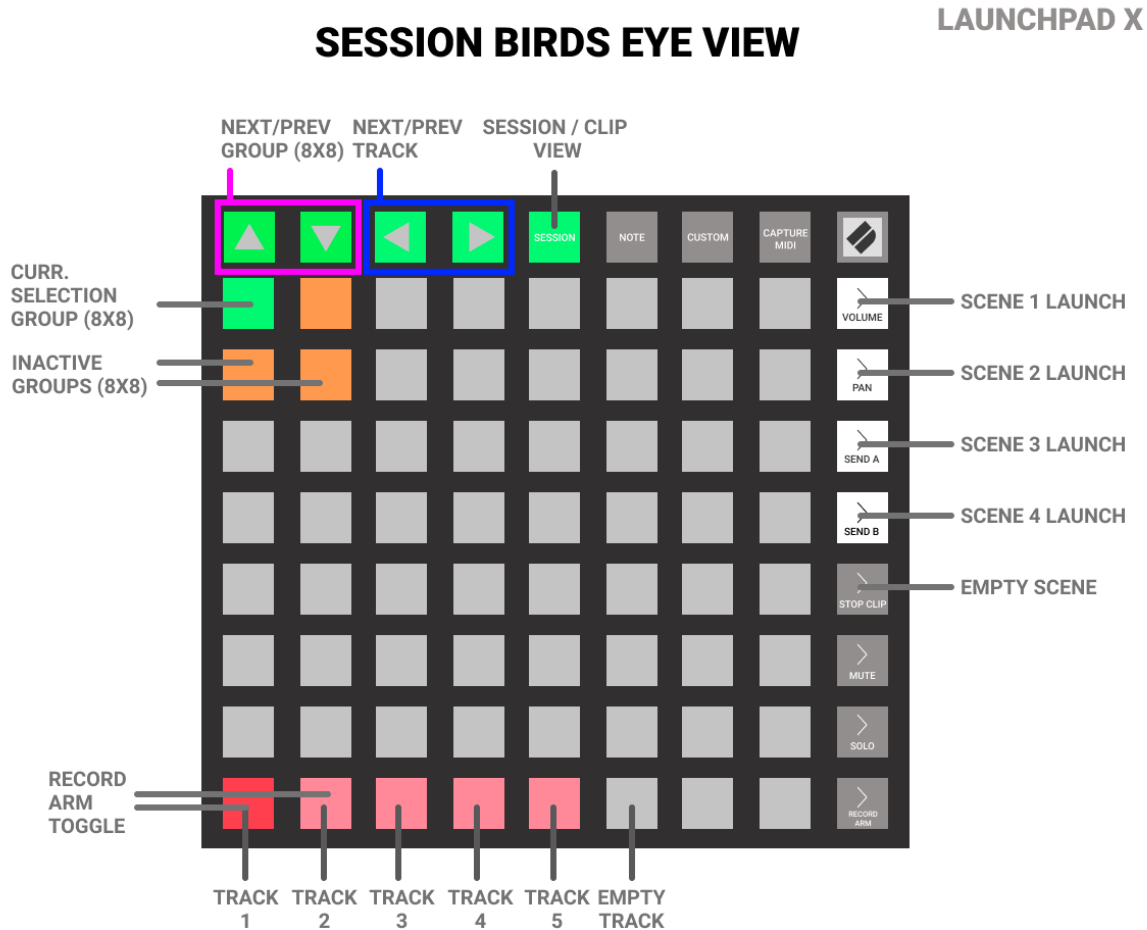 LAUNCHPAD X
SESSION BIRDS EYE VIEW
NEXT/PREV
GROUP (8X8)
NEXT/PREV
TRACK
SESSION / CLIP
VIEW
SESSION
NOTE
CUSTOM
CAPTURE
MIDI
CURR.
SELECTION
GROUP (8X8)
VOLUME
SCENE 1 LAUNCH
INACTIVE
GROUPS (8X8)
PAN
SCENE 2 LAUNCH
SEND A
SCENE 3 LAUNCH
SEND B
SCENE 4 LAUNCH
STOP CLIP
EMPTY SCENE
MUTE
SOLO
RECORD
ARM
TOGGLE
RECORD
ARM
TRACK
1
TRACK
2
TRACK
3
TRACK
4
TRACK
5
EMPTY
TRACK